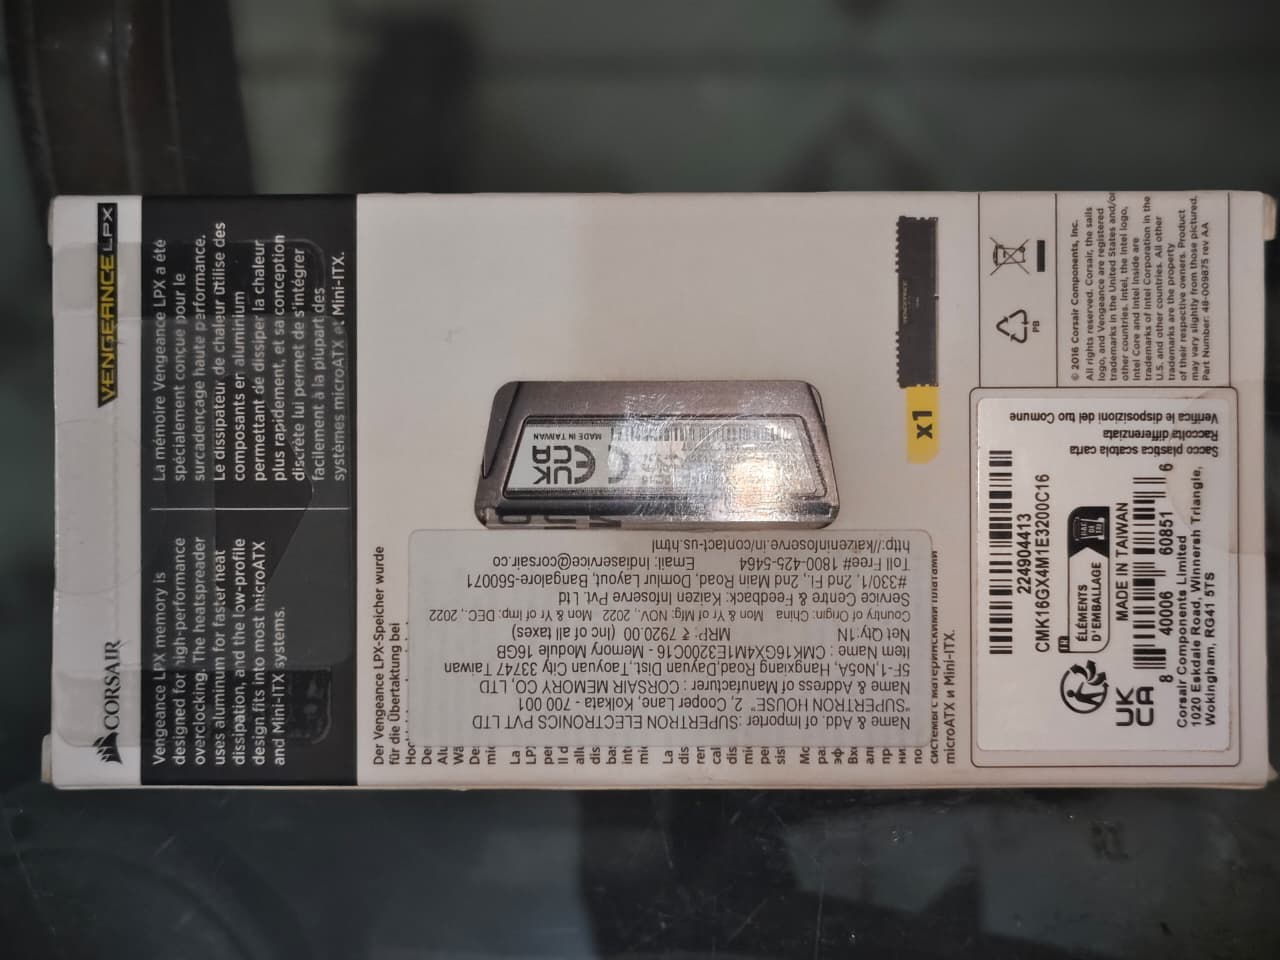 CORSAIR
VENGEANCE LPX
Vengeance LPX memory is
designed for high-performance
overclocking. The heatspreader
uses aluminum for faster heat
dissipation, and the low-profile
design fits into most microATX
and Mini-ITX systems.
La mémoire Vengeance LPX a été
spécialement conçue pour le
surcadençage haute performance.
Le dissipateur de chaleur utilise des
composants en aluminium
permettant de dissiper la chaleur
plus rapidement, et sa conception
discrète lui permet de s'intégrer
facilement à la plupart des
systèmes microATX et Mini-ITX.
Der Vengeance LPX-Speicher wurde
für die Übertaktung bei
системы с материнскими платами
microATX и Mini-ITX.
MADE IN TAIWAN
UK
CA
Name & Add. of Importer :SUPERTRON ELECTRONICS PVT LTD
"SUPERTRON HOUSE" 2, Cooper Lane, Kolkata - 700 001
Name & Address of Manufacturer : CORSAIR MEMORY CO, LTD
5F-1,No5A, Hangxiang Road,Dayuan Dist.,Taoyuan City 33747 Taiwan
Item Name : CMK16GX4M1E3200C16 - Memory Module 16GB
Net Qty:1N MRP: ₹ 7920.00 (inc of all taxes)
Country of Origin: China Mon & Yr of Mfg: NOV., 2022 Mon & Yr of Imp: DEC., 2022
Service Centre & Feedback: Kaizen Infoserve Pvt. Ltd
#330/1, 2nd Fl., 2nd Main Road, Domlur Layout, Bangalore-560071
Toll Free# 1800-425-5464 Email: Indiaservice@corsair.co
http://kaizeninfoserve.in/contact-us.html
x1
PB
© 2016 Corsair Components, Inc.
All rights reserved. Corsair, the sails
logo, and Vengeance are registered
trademarks in the United States and/or
other countries. Intel, the Intel logo,
Intel Core and Intel Inside are
trademarks of Intel Corporation in the
U.S. and other countries. All other
trademarks are the property
of their respective owners. Product
may vary slightly from those pictured.
Part Number: 48-009875 rev AA
Sacco plastica scatola carta
Raccolta differenziata
Verifica le disposizioni del tuo Comune
224904413
CMK16GX4M1E3200C16
FR
ÉLÉMENTS
D'EMBALLAGE
BAC
DE
TRI
UK
CA
MADE IN TAIWAN
8 40006 60851 6
Corsair Components Limited
1020 Eskdale Road, Winnersh Triangle,
Wokingham, RG41 5TS